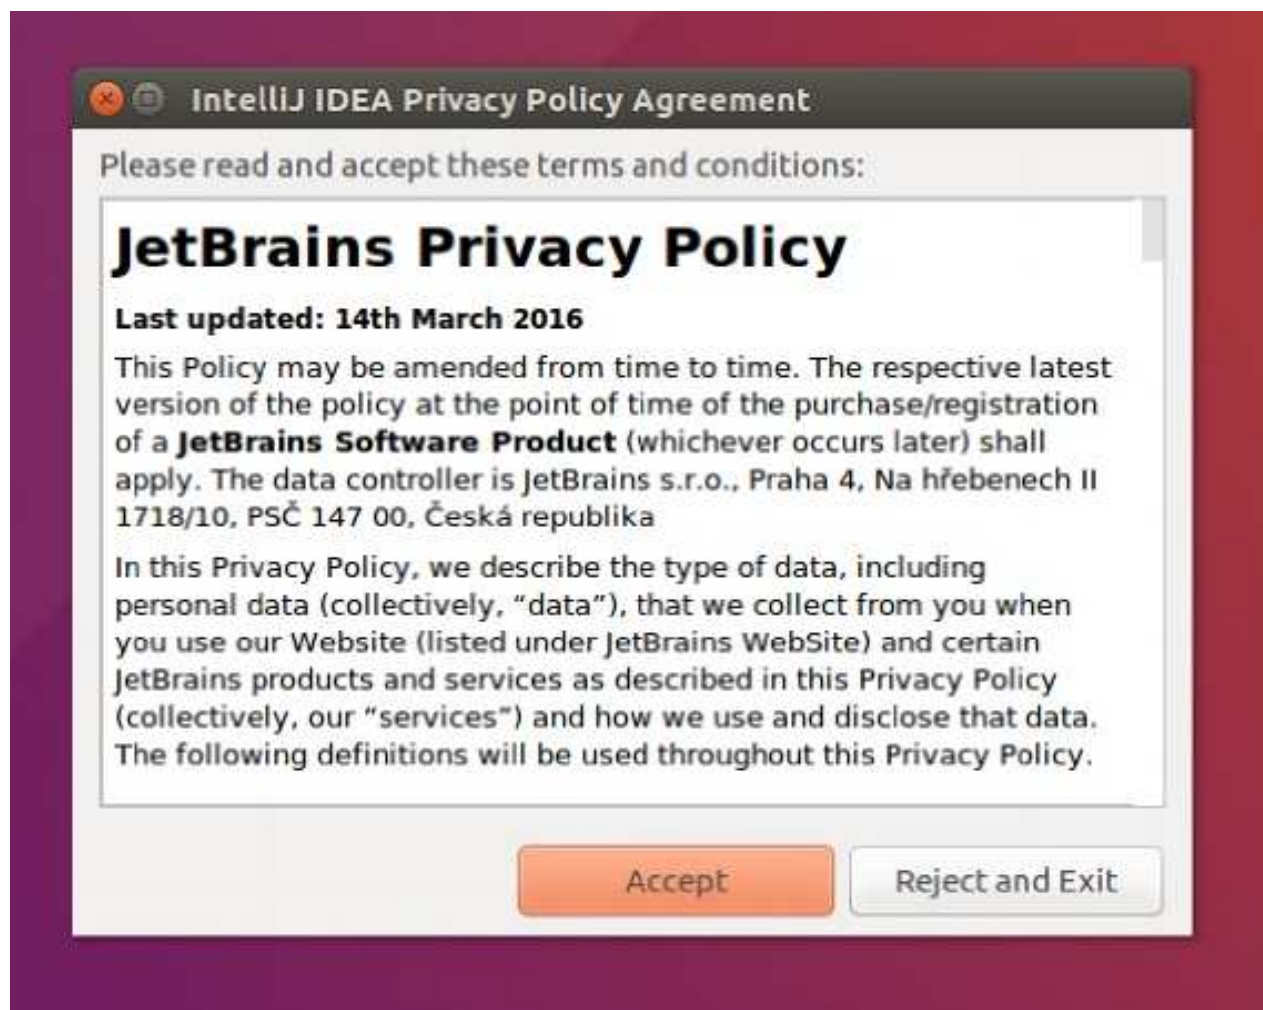 IntelliJ IDEA Privacy Policy Agreement
Please read and accept these terms and conditions:
JetBrains Privacy Policy
Last updated: 14th March 2016
This Policy may be amended from time to time. The respective latest
version of the policy at the point of time of the purchase/registration
of a JetBrains Software Product (whichever occurs later) shall
apply. The data controller is JetBrains s.r.o., Praha 4, Na hřebenech II
1718/10, PSČ 147 00, Česká republika
In this Privacy Policy, we describe the type of data, including
personal data (collectively, “data”), that we collect from you when
you use our Website (listed under JetBrains WebSite) and certain
JetBrains products and services as described in this Privacy Policy
(collectively, our “services”) and how we use and disclose that data.
The following definitions will be used throughout this Privacy Policy.
Accept
Reject and Exit